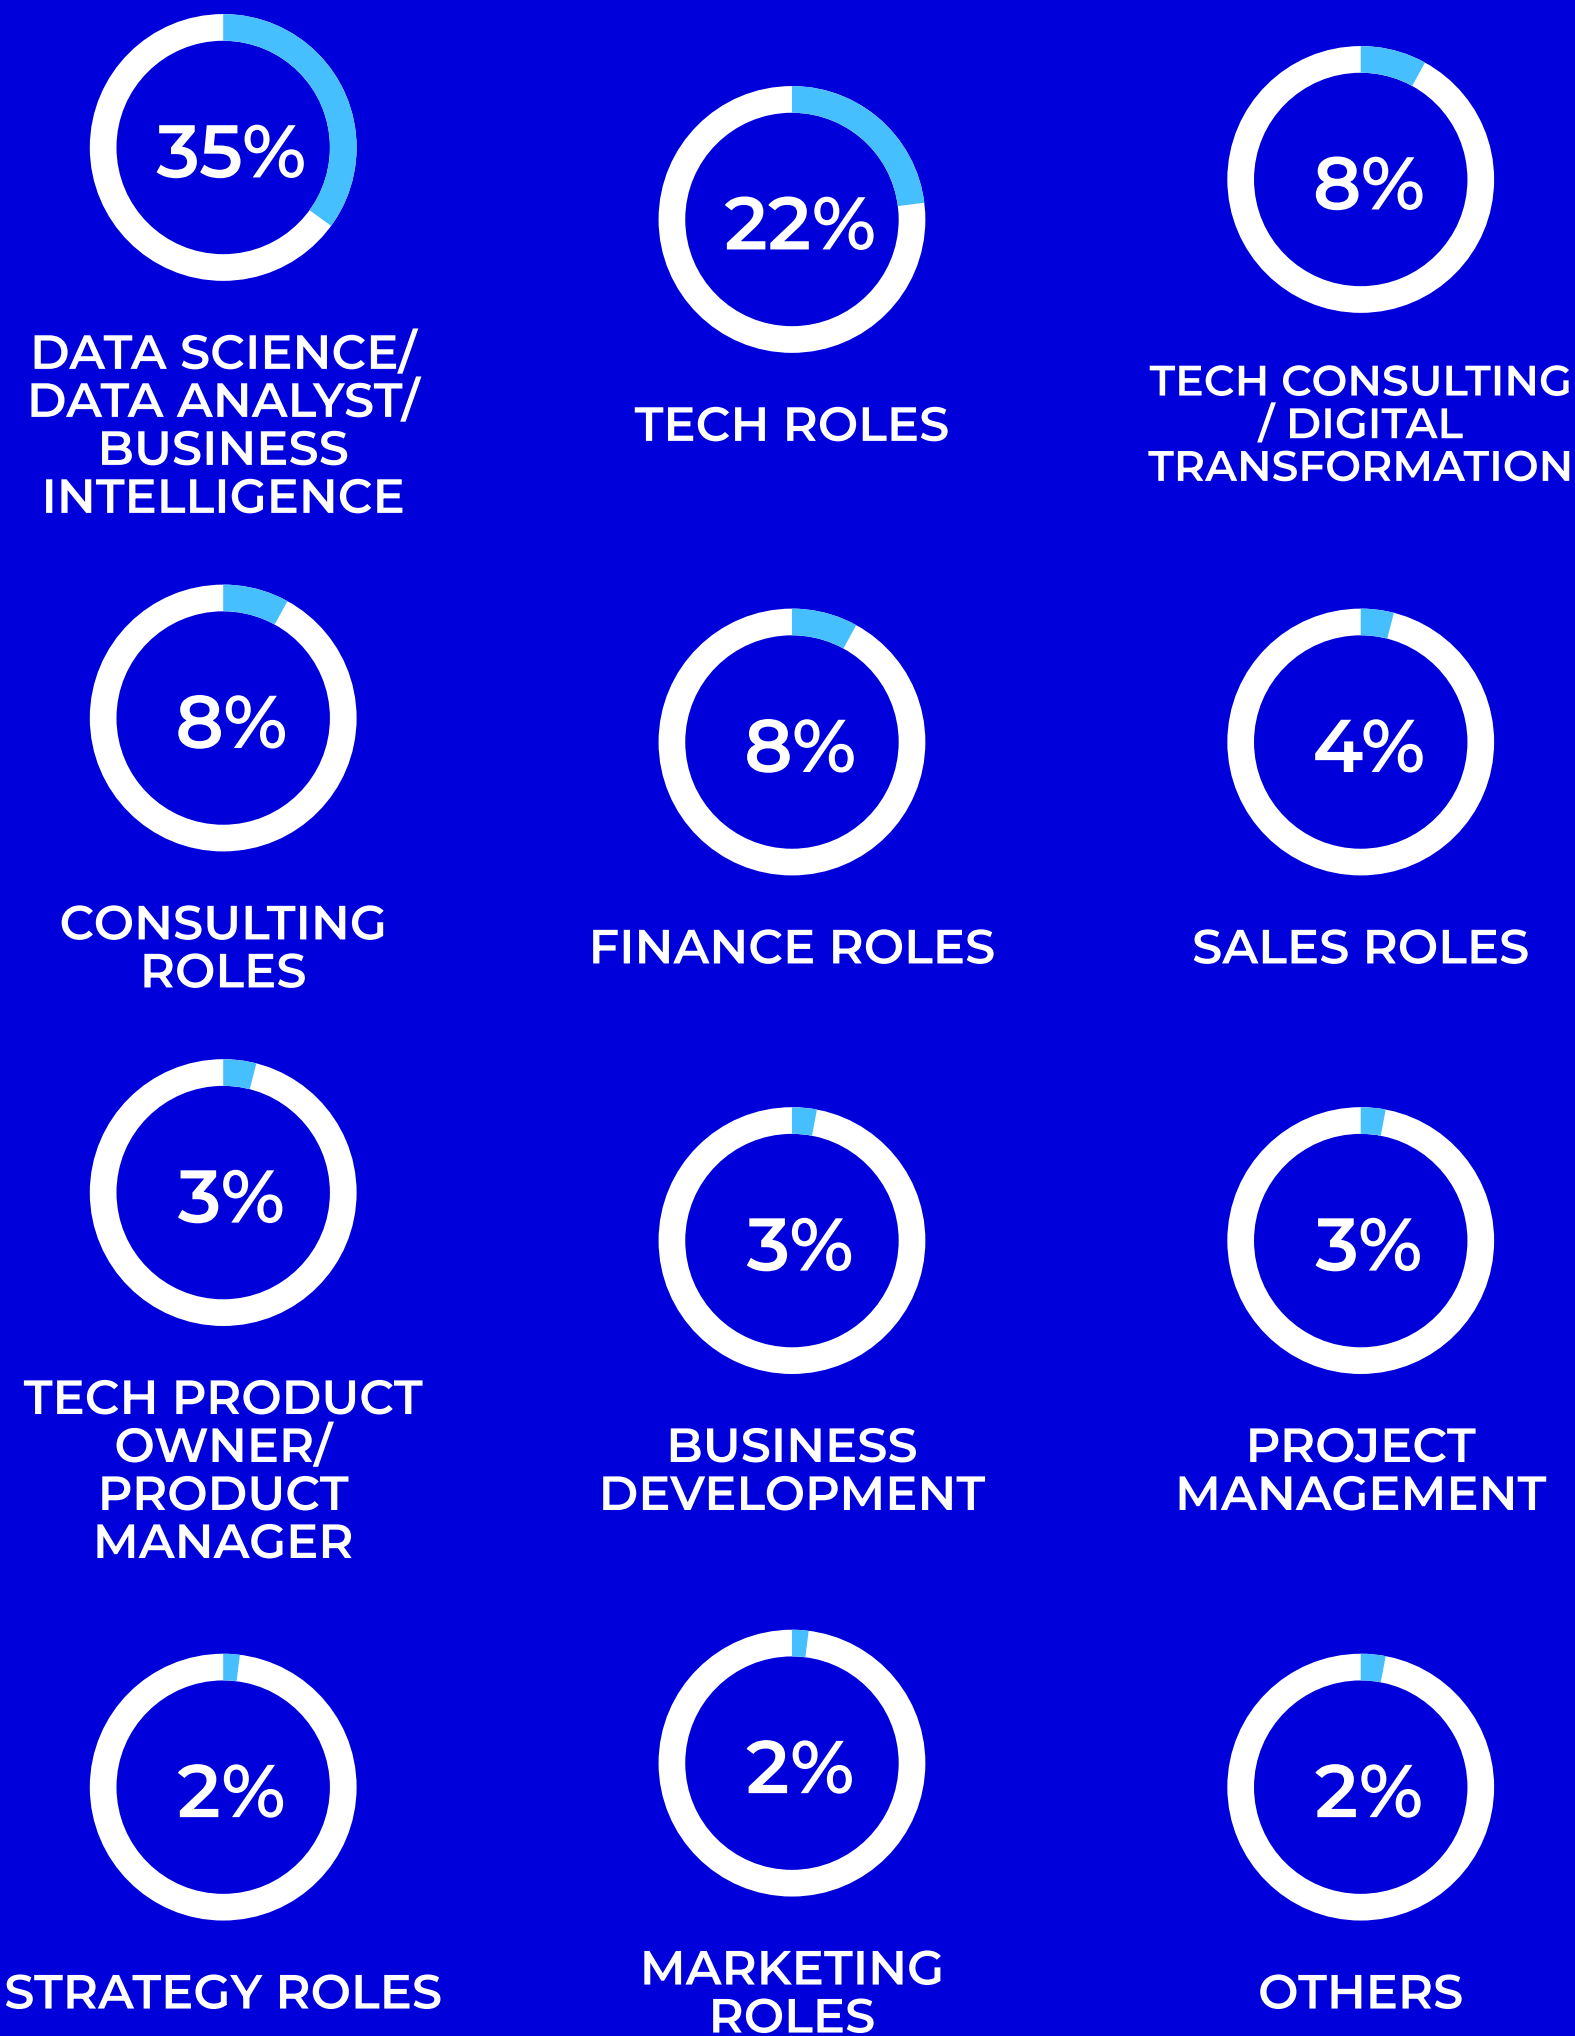 35%
DATA SCIENCE/
DATA ANALYST/
BUSINESS
INTELLIGENCE
22%
TECH ROLES
8%
TECH CONSULTING
/ DIGITAL
TRANSFORMATION
8%
CONSULTING
ROLES
8%
FINANCE ROLES
4%
SALES ROLES
3%
TECH PRODUCT
OWNER/
PRODUCT
MANAGER
3%
BUSINESS
DEVELOPMENT
3%
PROJECT
MANAGEMENT
2%
STRATEGY ROLES
2%
MARKETING
ROLES
2%
OTHERS